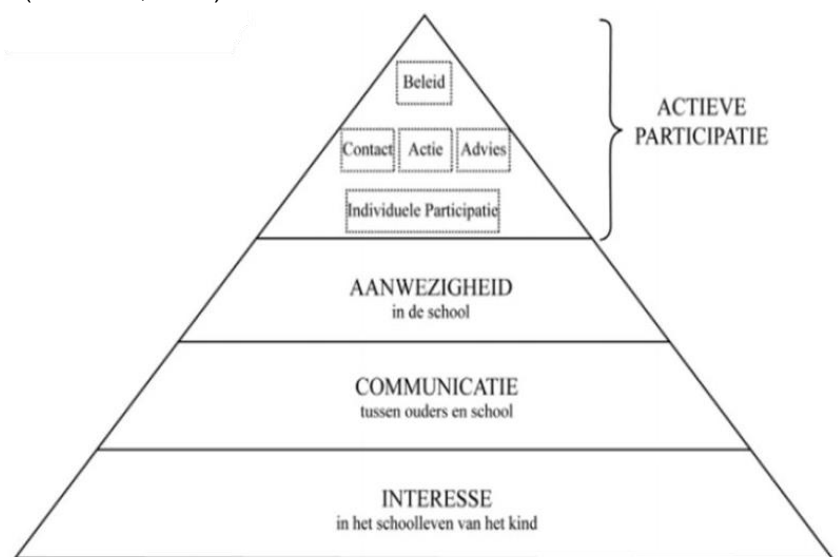 Beleid
ACTIEVE
PARTICIPATIE
Contact Actie Advies
Individuele Participatie
AANWEZIGHEID
in de school
COMMUNICATIE
tussen ouders en school
INTERESSE
in het schoolleven van het kind